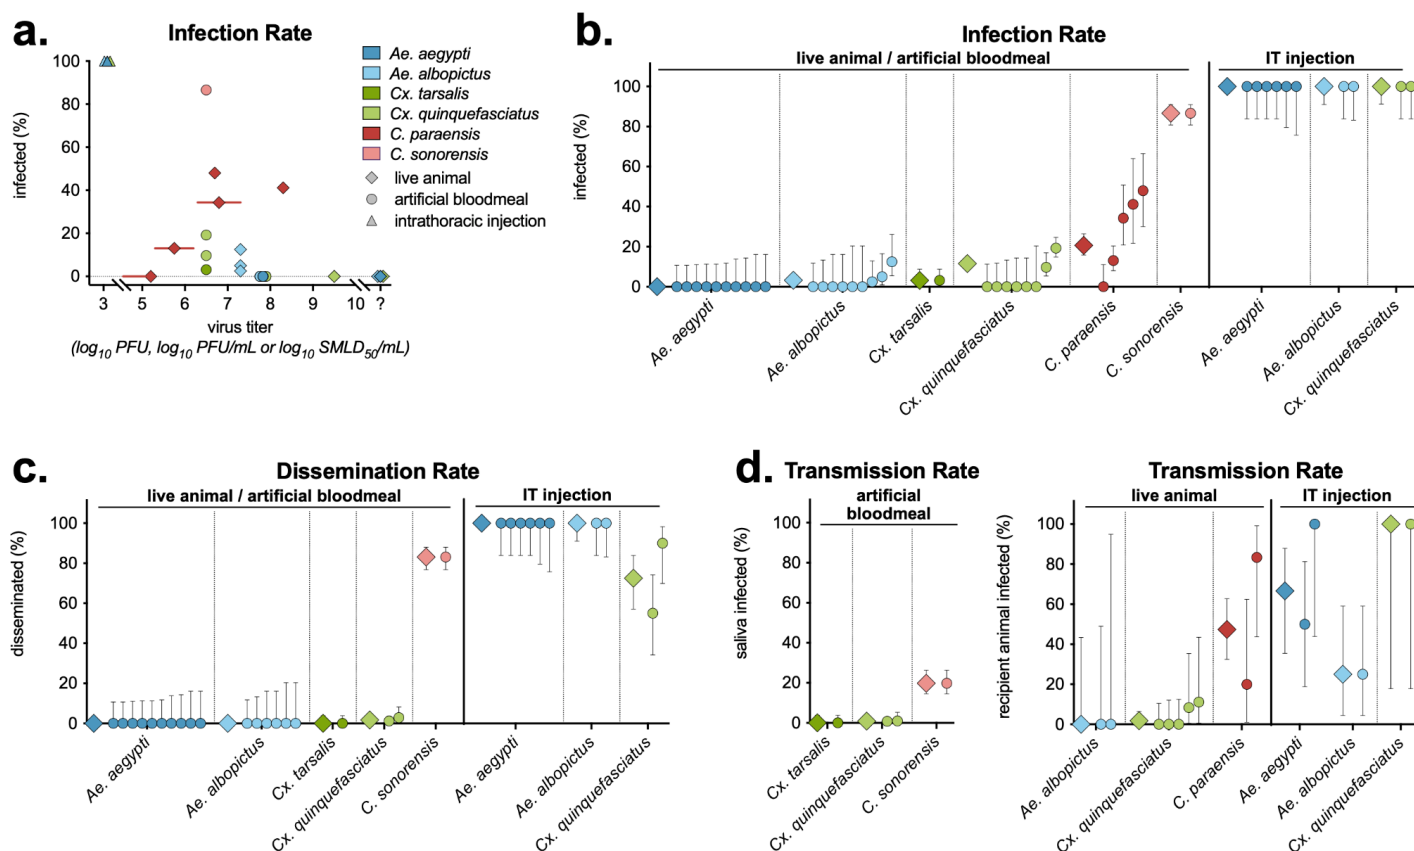 a.
Infection Rate
infected (%)
100
80
60
40
20
0
3
5
6
7
8
9
10
?
virus titer
(log10 PFU, log10 PFU/mL or log10 SMLD50/mL)
Ae. aegypti
Ae. albopictus
Cx. tarsalis
Cx. quinquefasciatus
C. paraensis
C. sonorensis
live animal
artificial bloodmeal
intrathoracic injection
b.
Infection Rate
live animal / artificial bloodmeal
IT injection
infected (%)
100
80
60
40
20
0
Ae. aegypti
Ae. albopictus
Cx. tarsalis
Cx. quinquefasciatus
C. paraensis
C. sonorensis
Ae. aegypti
Ae. albopictus
Cx. quinquefasciatus
c.
Dissemination Rate
live animal / artificial bloodmeal
IT injection
disseminated (%)
100
80
60
40
20
0
Ae. aegypti
Ae. albopictus
Cx. tarsalis
Cx. quinquefasciatus
C. sonorensis
Ae. aegypti
Ae. albopictus
Cx. quinquefasciatus
d.
Transmission Rate
artificial
bloodmeal
saliva infected (%)
100
80
60
40
20
0
Cx. tarsalis
Cx. quinquefasciatus
C. sonorensis
Transmission Rate
live animal
IT injection
recipient animal infected (%)
100
80
60
40
20
0
Ae. albopictus
Cx. quinquefasciatus
C. paraensis
Ae. aegypti
Ae. albopictus
Cx. quinquefasciatus